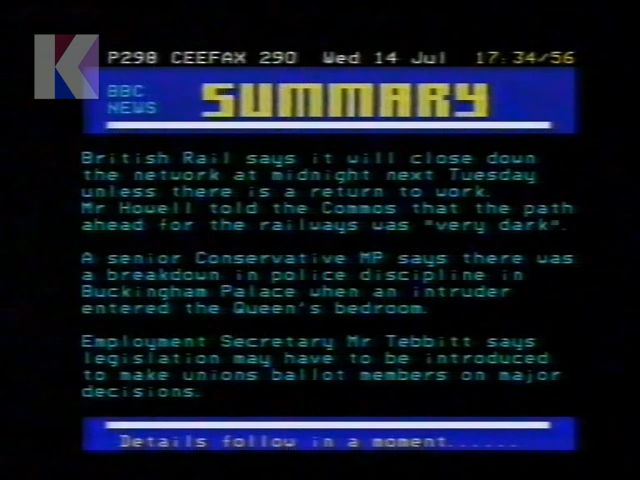 K
P298 CEEFAX 290 Wed 14 Jul 17:34/56
BBC
NEWS
SUMMARY
British Rail says it will close down
the network at midnight next Tuesday
unless there is a return to work.
Mr Howell told the Commos that the path
ahead for the railways was "very dark".
A senior Conservative MP says there was
a breakdown in police discipline in
Buckingham Palace when an intruder
entered the Queen's bedroom.
Employment Secretary Mr Tebbitt says
legislation may have to be introduced
to make unions ballot members on major
decisions.
Details follow in a moment......